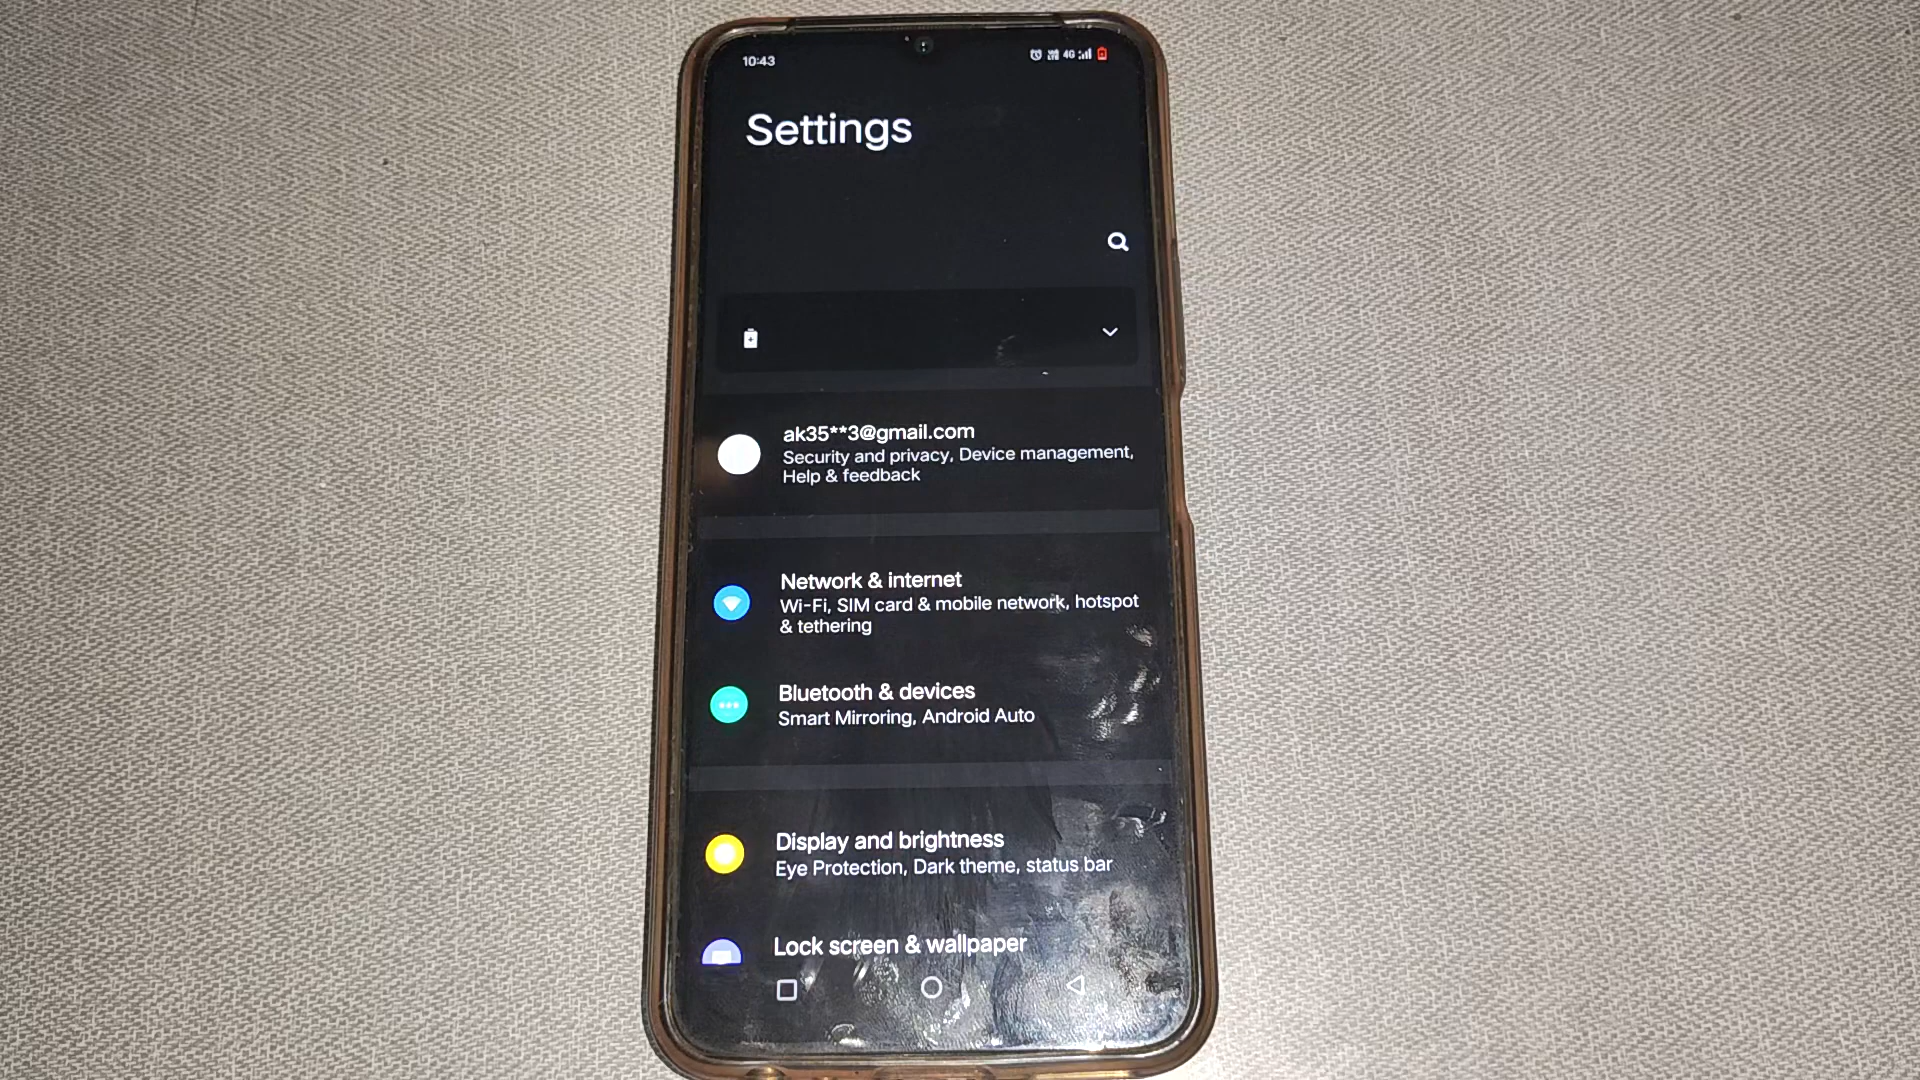 10:43
4G
Settings
ak35**3@gmail.com
Security and privacy, Device management,
Help & feedback
Network & internet
Wi-Fi, SIM card & mobile network, hotspot
& tethering
Bluetooth & devices
Smart Mirroring, Android Auto
Display and brightness
Eye Protection, Dark theme, status bar
Lock screen & wallpaper